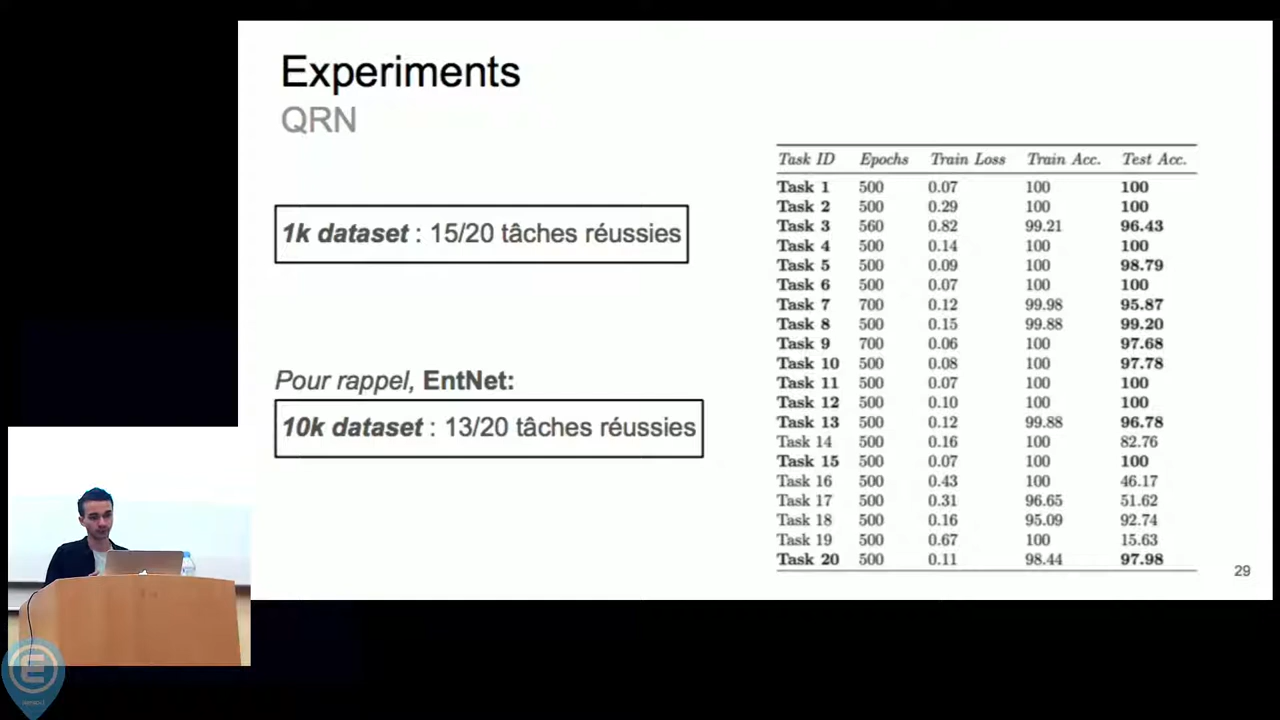 Experiments
QRN
1k dataset : 15/20 tâches réussies
Pour rappel, EntNet:
10k dataset : 13/20 tâches réussies
Task ID Epochs Train Loss Train Acc. Test Acc.
Task 1 500 0.07 100 100
Task 2 500 0.29 100 100
Task 3 560 0.82 99.21 96.43
Task 4 500 0.14 100 100
Task 5 500 0.09 100 98.79
Task 6 500 0.07 100 100
Task 7 700 0.12 99.98 95.87
Task 8 500 0.15 99.88 99.20
Task 9 700 0.06 100 97.68
Task 10 500 0.08 100 97.78
Task 11 500 0.07 100 100
Task 12 500 0.10 100 100
Task 13 500 0.12 99.88 96.78
Task 14 500 0.16 100 82.76
Task 15 500 0.07 100 100
Task 16 500 0.43 100 46.17
Task 17 500 0.31 96.65 51.62
Task 18 500 0.16 95.09 92.74
Task 19 500 0.67 100 15.63
Task 20 500 0.11 98.44 97.98
29